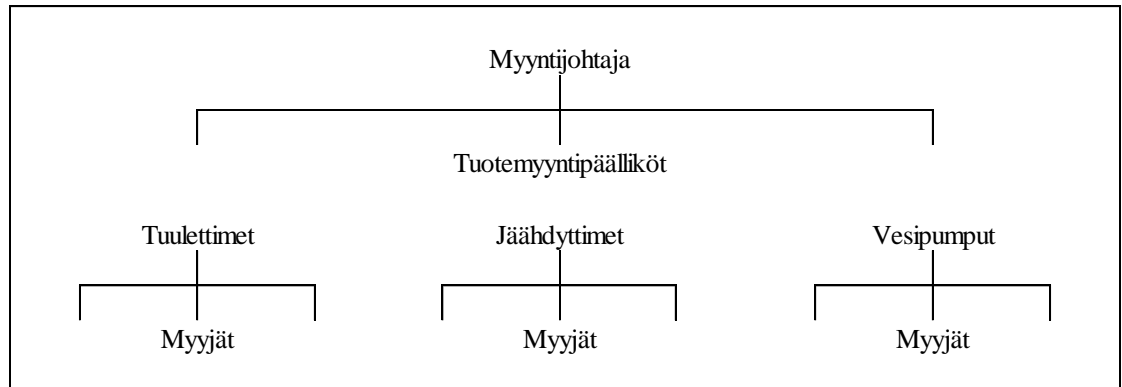 Myyntijohtaja
Tuotemyyntipäälliköt
Tuulettimet Jäähdyttimet Vesipumput
Myyjät Myyjät Myyjät